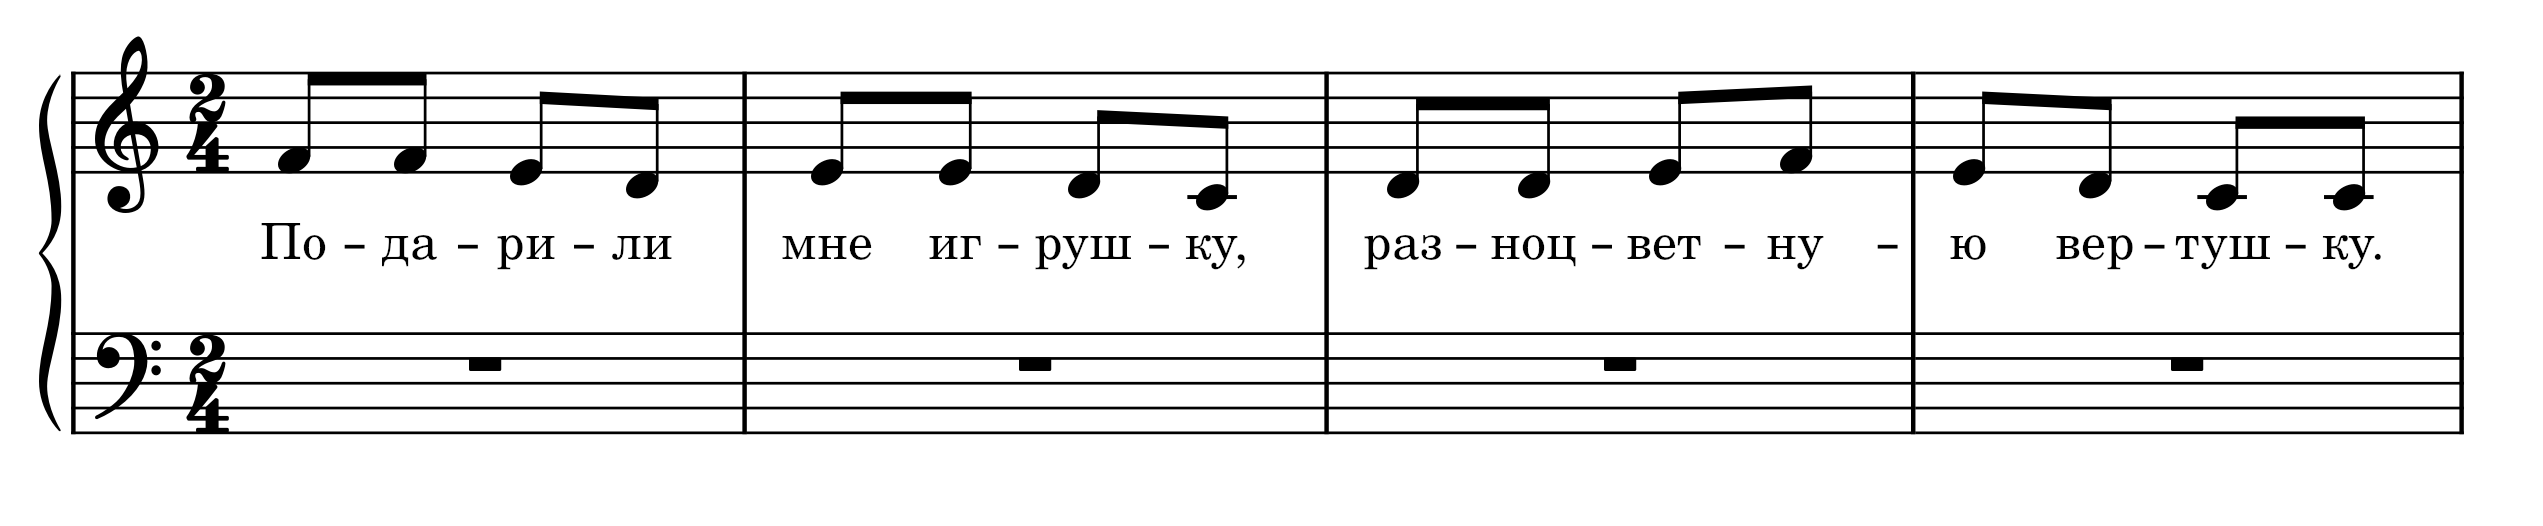 По – да – ри – ли мне иг – руш – ку, раз – ноц – вет – ну – ю вер – туш – ку.